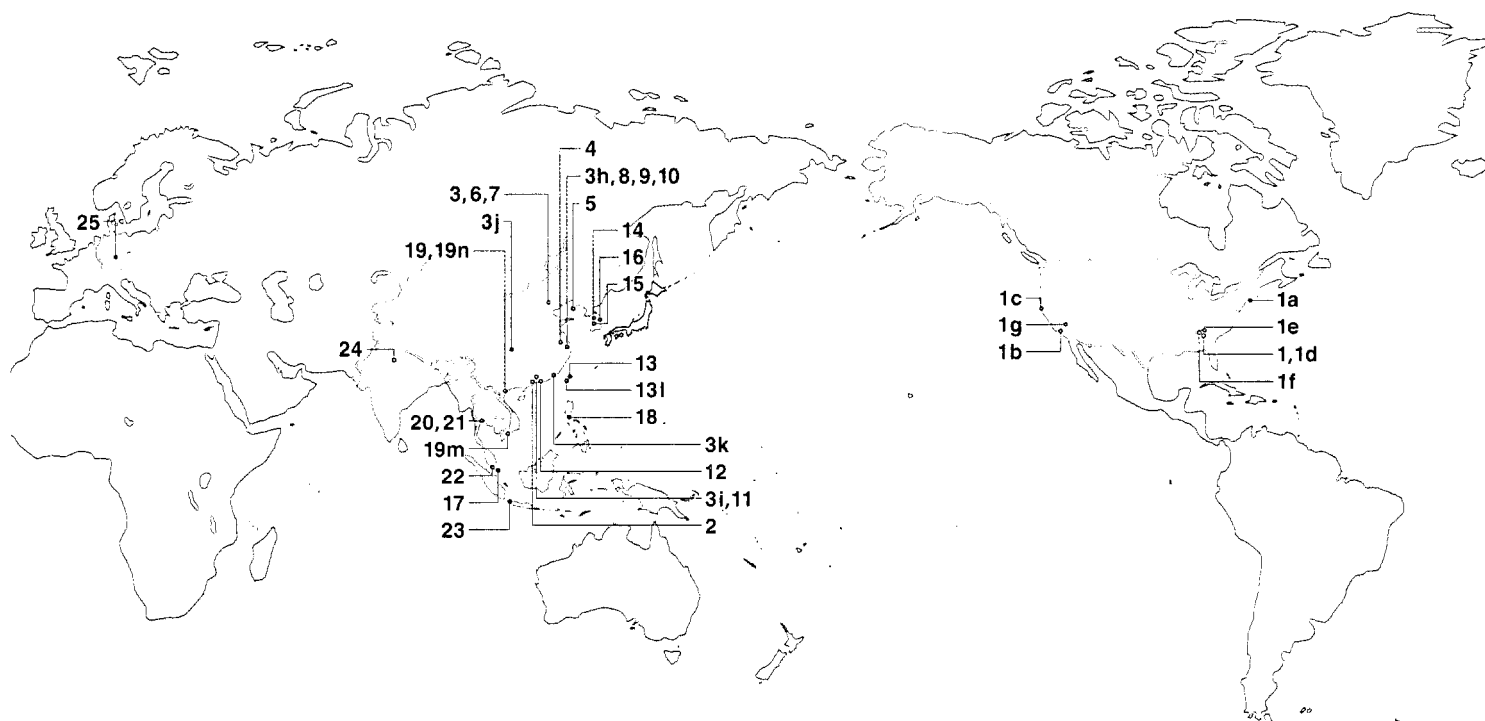 4
3h, 8, 9, 10
3, 6, 7
5
25
3j
14
19, 19n
16
15
1c
1a
1g
1e
24
1b
13
1, 1d
13l
1f
20, 21
18
19m
3k
22
12
17
3i, 11
23
2